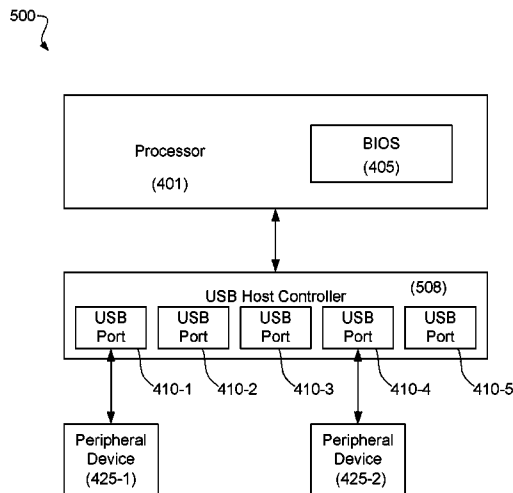 500
Processor
(401)
BIOS
(405)
USB Host Controller
(508)
USB
Port
USB
Port
USB
Port
USB
Port
USB
Port
410-1
410-2
410-3
410-4
410-5
Peripheral
Device
(425-1)
Peripheral
Device
(425-2)